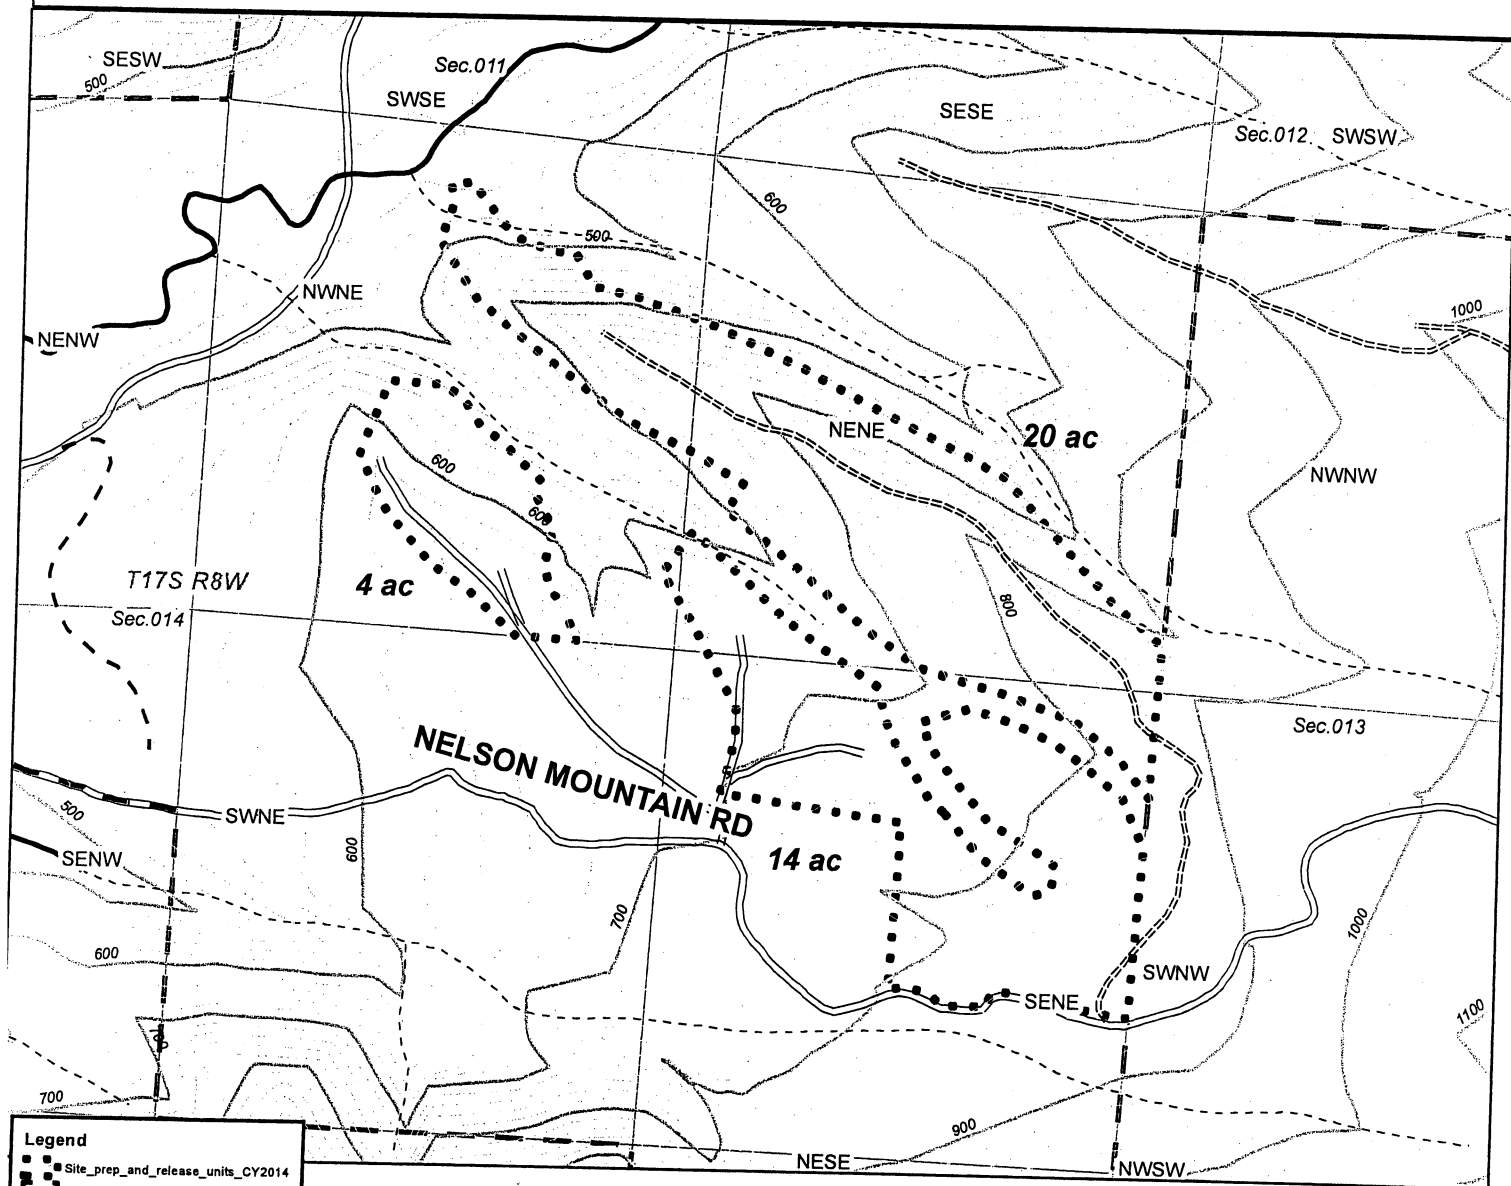 SESW
500
Sec.011
SWSE
SESE
Sec.012
SWSW
600
500
NWNE
NENW
1000
NENE
20 ac
NWNW
600
600
4 ac
T17S R8W
Sec.014
800
Sec.013
NELSON MOUNTAIN RD
500
SWNE
SENW
600
14 ac
700
1000
600
SWNW
SENE
1100
700
900
NESE
NWSW
Legend
Site_prep_and_release_units_CY2014